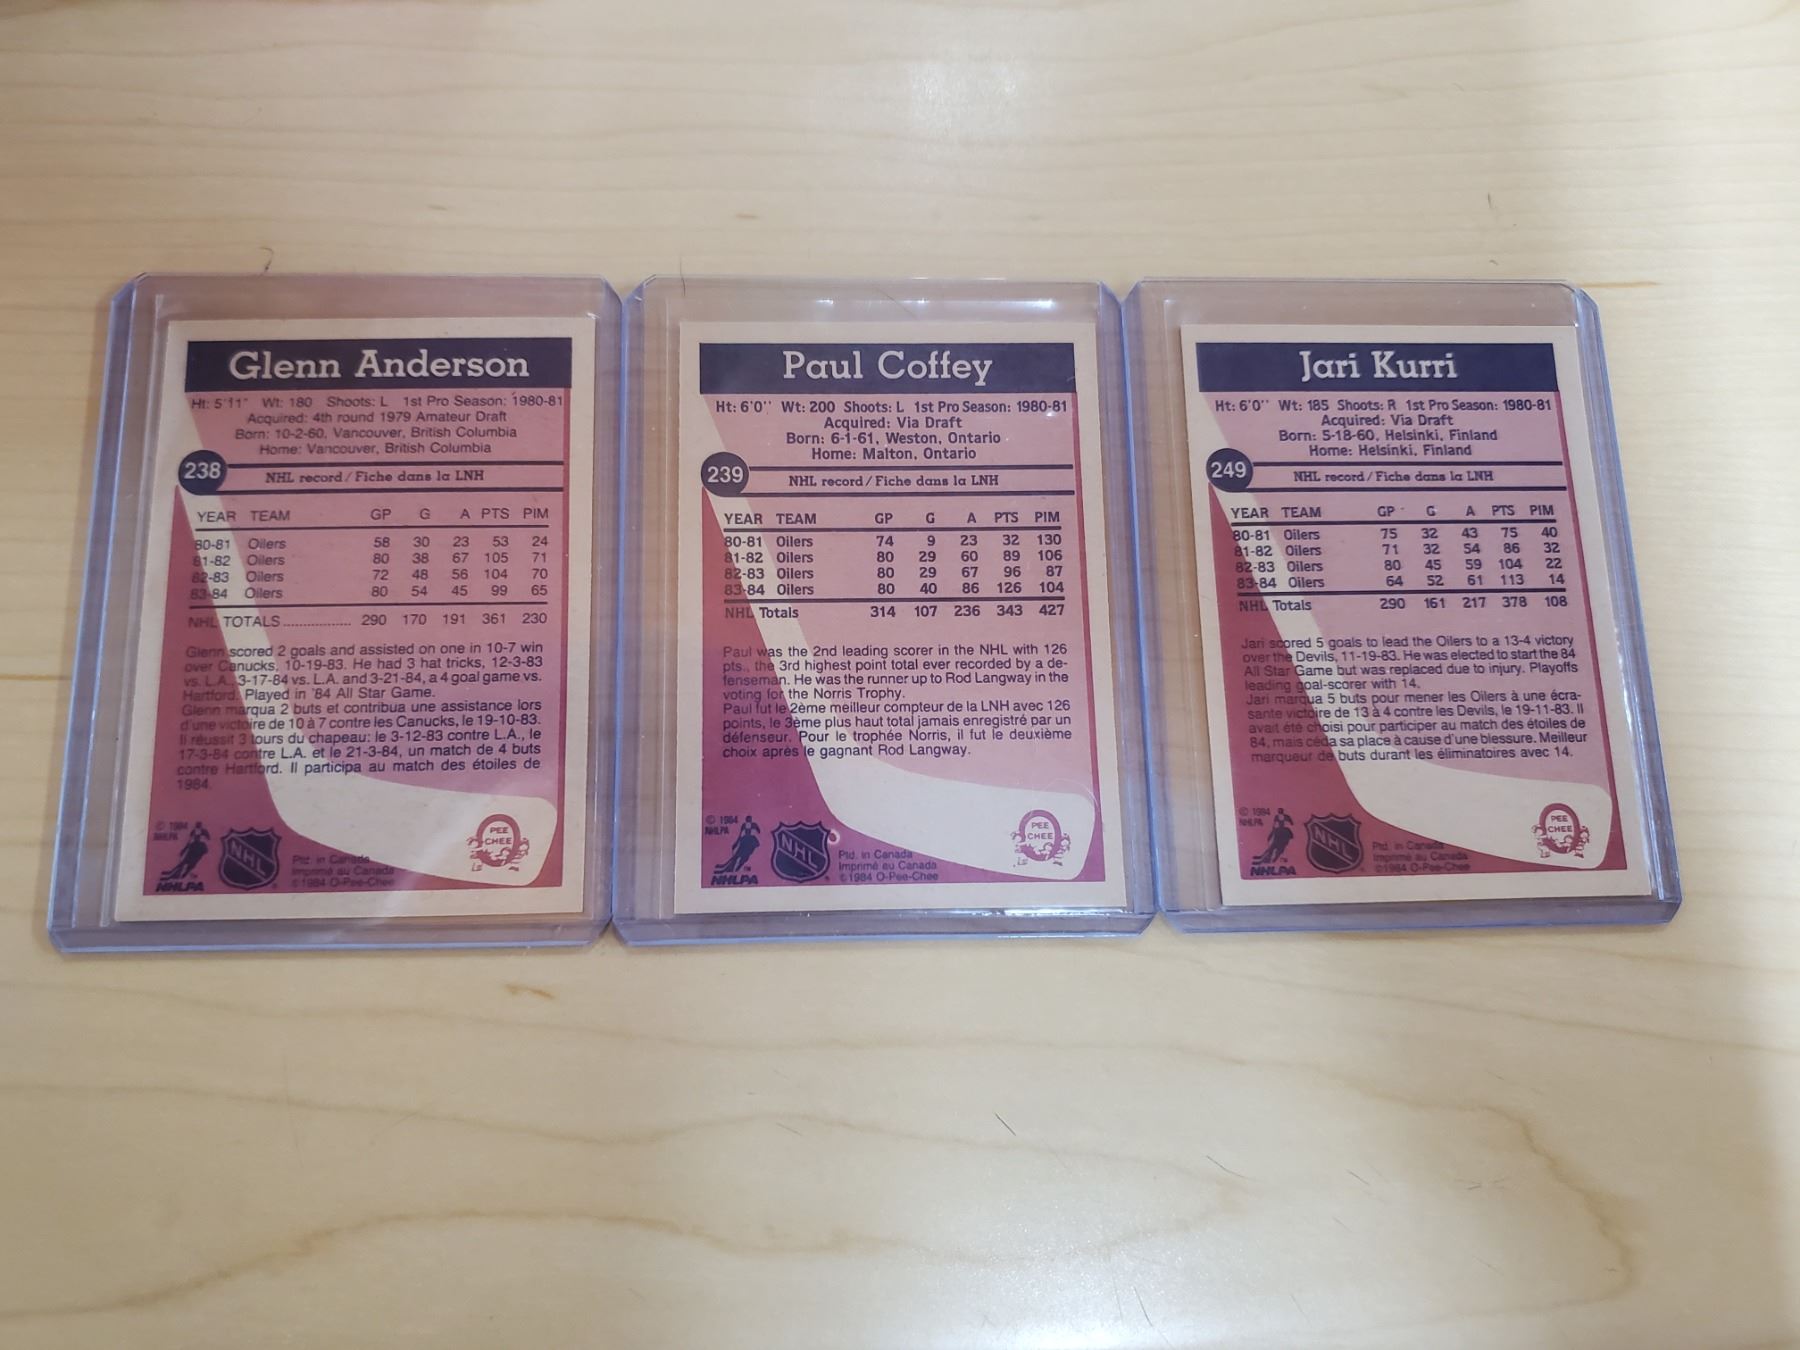 Glenn Anderson
Ht: 5'11" Wt: 180 Shoots: L 1st Pro Season: 1980-81
Acquired: 4th round 1979 Amateur Draft
Born: 10-2-60, Vancouver, British Columbia
Home: Vancouver, British Columbia
238
NHL record / Fiche dans la LNH
YEAR TEAM GP G A PTS PIM
80-81 Oilers 58 30 23 53 24
81-82 Oilers 80 38 67 105 71
82-83 Oilers 72 48 56 104 70
83-84 Oilers 80 54 45 99 65
NHL TOTALS.................. 290 170 191 361 230
Glenn scored 2 goals and assisted on one in 10-7 win
over Canucks, 10-19-83. He had 3 hat tricks, 12-3-83
vs. L.A., 3-17-84 vs. L.A. and 3-21-84, a 4 goal game vs.
Hartford. Played in '84 All Star Game.
Glenn marqua 2 buts et contribua une assistance lors
d'une victoire de 10 à 7 contre les Canucks, le 19-10-83.
Il réussit 3 tours du chapeau: le 3-12-83 contre L.A., le
17-3-84 contre L.A. et le 21-3-84, un match de 4 buts
contre Hartford. Il participa au match des étoiles de
1984.
© 1984
NHLPA
NHLPA
NHL
Ptd. in Canada
Imprimé au Canada
©1984 O-Pee-Chee
PEE
CHEE
Paul Coffey
Ht: 6'0'' Wt: 200 Shoots: L 1st Pro Season: 1980-81
Acquired: Via Draft
Born: 6-1-61, Weston, Ontario
Home: Malton, Ontario
239
NHL record / Fiche dans la LNH
YEAR TEAM GP G A PTS PIM
80-81 Oilers 74 9 23 32 130
81-82 Oilers 80 29 60 89 106
82-83 Oilers 80 29 67 96 87
83-84 Oilers 80 40 86 126 104
NHL Totals 314 107 236 343 427
Paul was the 2nd leading scorer in the NHL with 126
pts., the 3rd highest point total ever recorded by a de-
fenseman. He was the runner up to Rod Langway in the
voting for the Norris Trophy.
Paul fut le 2ème meilleur compteur de la LNH avec 126
points, le 3ème plus haut total jamais enregistré par un
défenseur. Pour le trophée Norris, il fut le deuxième
choix après le gagnant Rod Langway.
© 1984
NHLPA
NHLPA
NHL
Ptd. in Canada
Imprimé au Canada
©1984 O-Pee-Chee
PEE
CHEE
Jari Kurri
Ht: 6'0'' Wt: 185 Shoots: R 1st Pro Season: 1980-81
Acquired: Via Draft
Born: 5-18-60, Helsinki, Finland
Home: Helsinki, Finland
249
NHL record / Fiche dans la LNH
YEAR TEAM GP G A PTS PIM
80-81 Oilers 75 32 43 75 40
81-82 Oilers 71 32 54 86 32
82-83 Oilers 80 45 59 104 22
83-84 Oilers 64 52 61 113 14
NHL Totals 290 161 217 378 108
Jari scored 5 goals to lead the Oilers to a 13-4 victory
over the Devils, 11-19-83. He was elected to start the 84
All Star Game but was replaced due to injury. Playoffs
leading goal-scorer with 14.
Jari marqua 5 buts pour mener les Oilers à une écra-
sante victoire de 13 à 4 contre les Devils, le 19-11-83. Il
avait été choisi pour participer au match des étoiles de
84, mais céda sa place à cause d'une blessure. Meilleur
marqueur de buts durant les éliminatoires avec 14.
© 1984
NHLPA
NHLPA
NHL
Ptd. in Canada
Imprimé au Canada
©1984 O-Pee-Chee
PEE
CHEE